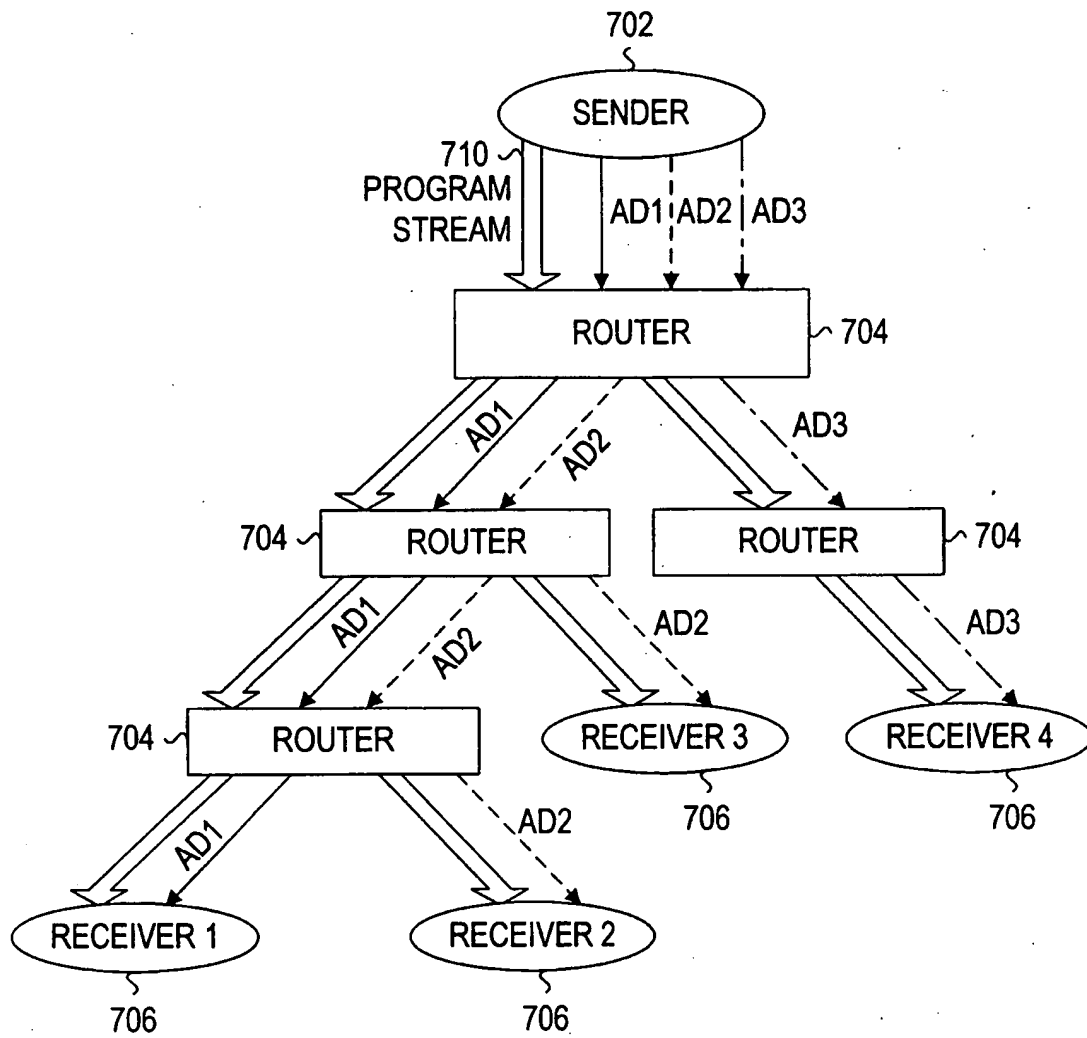 702
SENDER
710
PROGRAM
STREAM
AD1
AD2
AD3
ROUTER
704
AD1
AD2
AD3
704
ROUTER
ROUTER
704
AD1
AD2
AD2
AD3
704
ROUTER
RECEIVER 3
RECEIVER 4
706
706
AD1
AD2
RECEIVER 1
RECEIVER 2
706
706